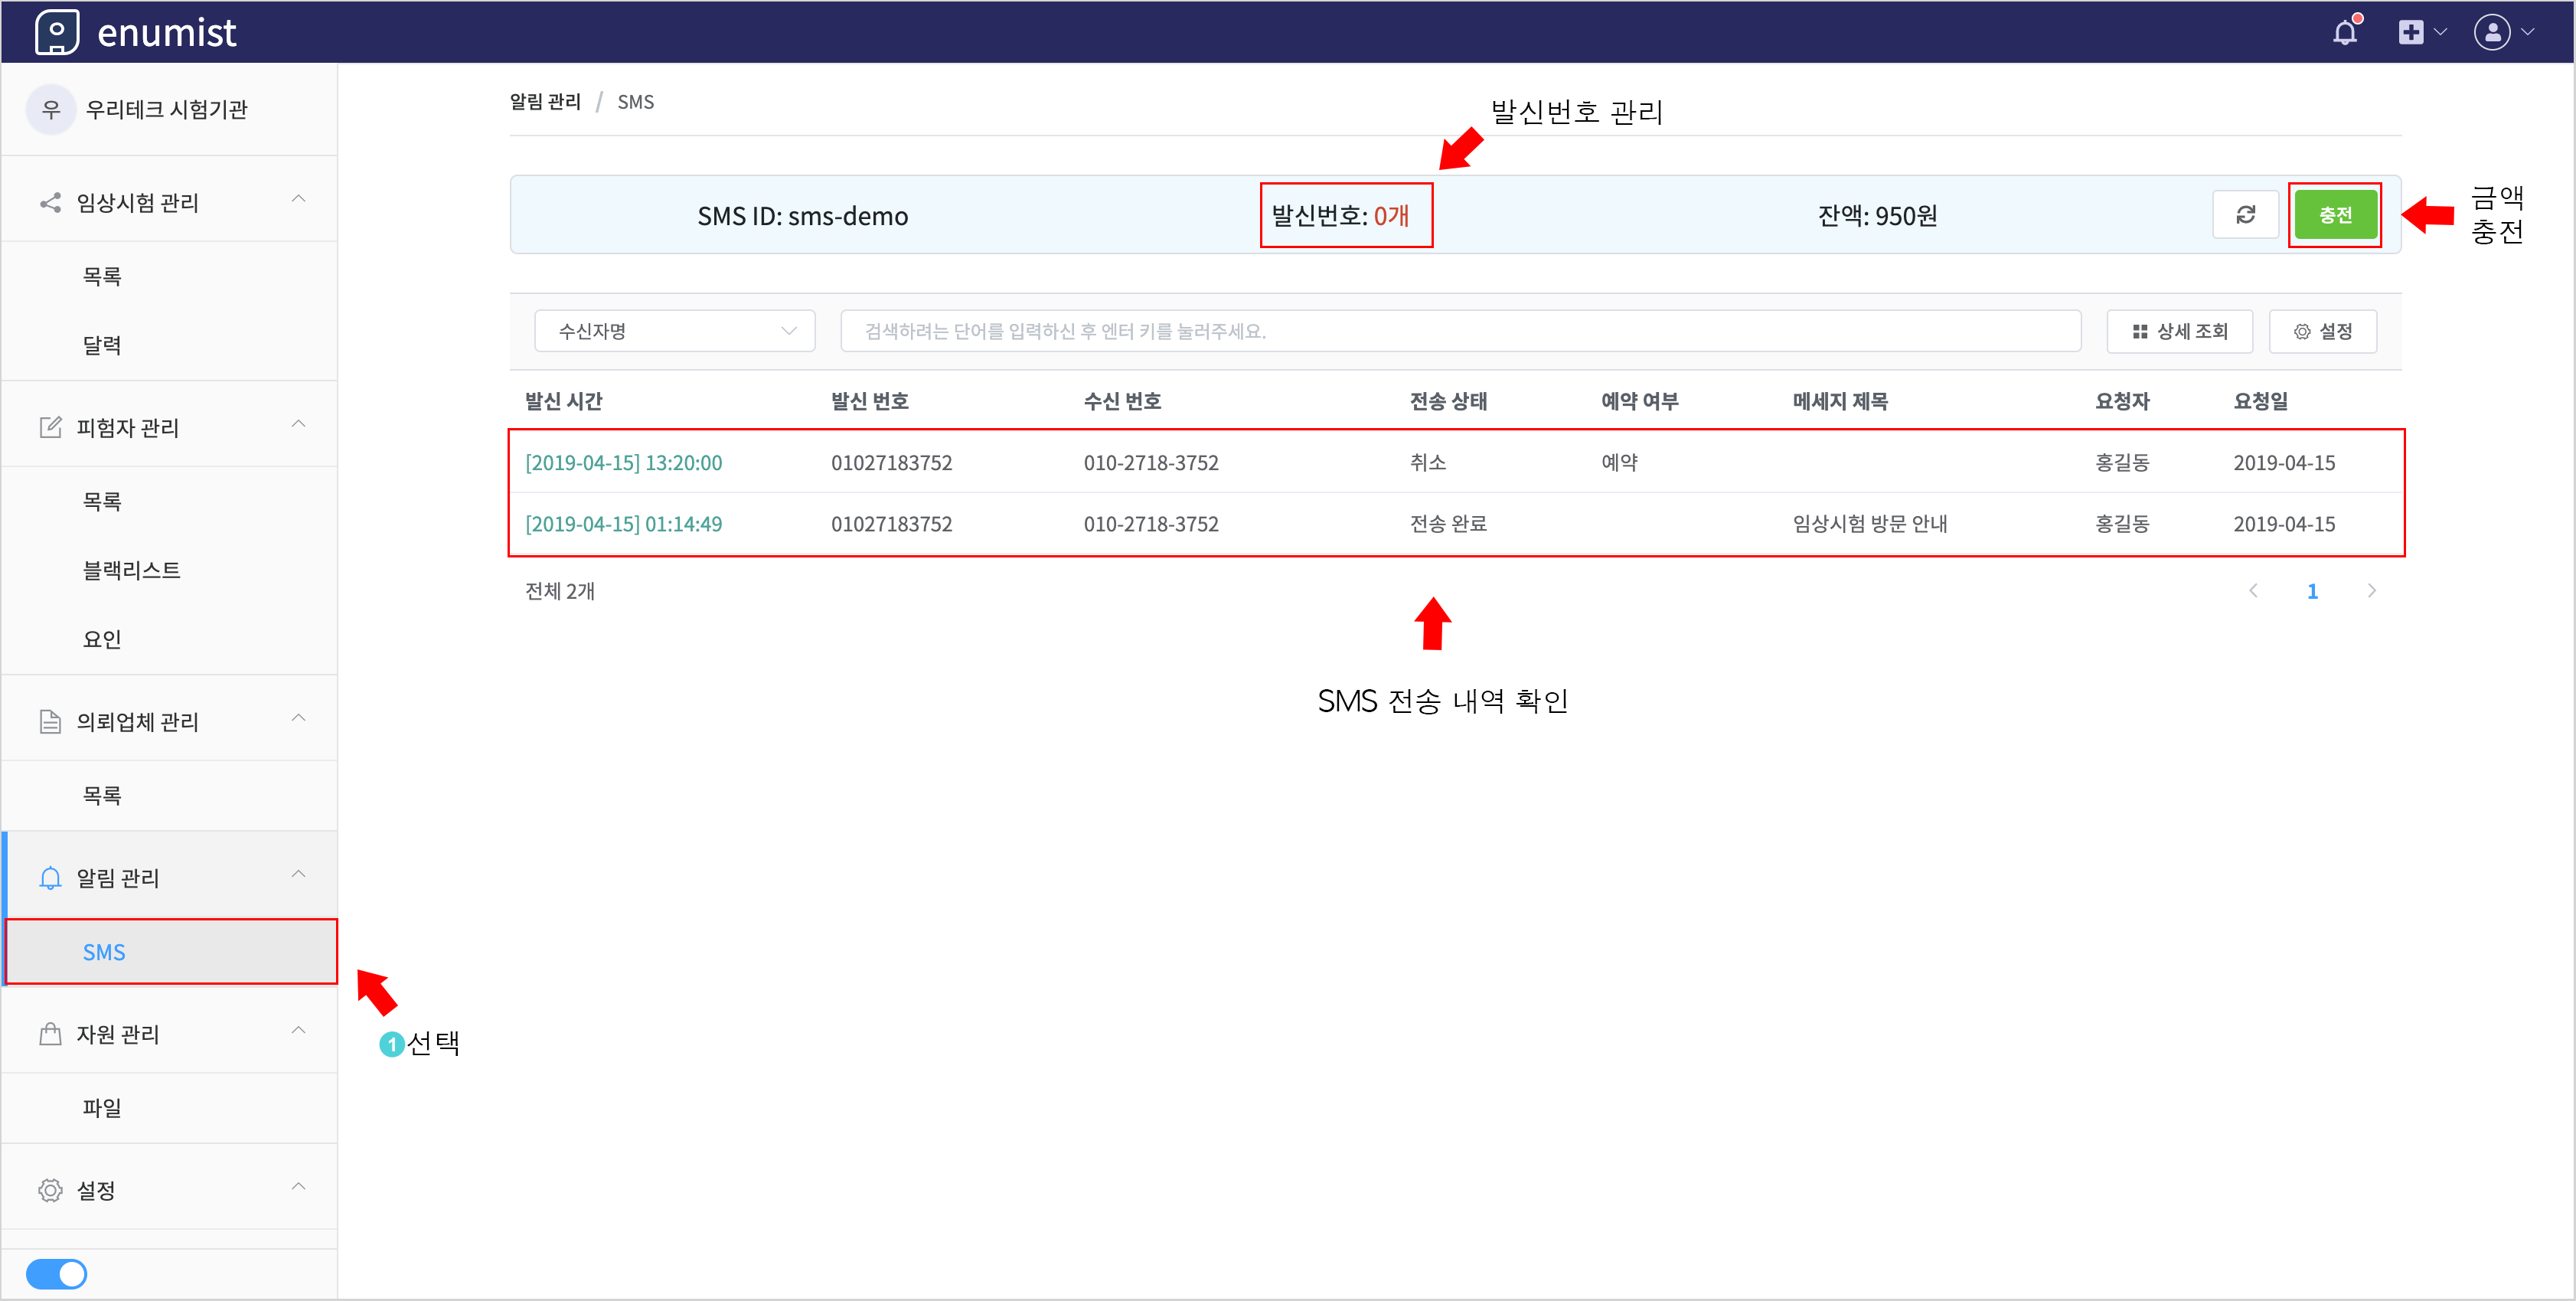 enumist
우 우리테크 시험기관
임상시험 관리
목록
달력
피험자 관리
목록
블랙리스트
요인
의뢰업체 관리
목록
알림 관리
SMS
자원 관리
파일
설정
1 선택
알림 관리 / SMS
발신번호 관리
SMS ID: sms-demo 발신번호: 0개 잔액: 950원 충전
금액
충전
수신자명 검색하려는 단어를 입력하신 후 엔터 키를 눌러주세요. 상세 조회 설정
발신 시간 발신 번호 수신 번호 전송 상태 예약 여부 메세지 제목 요청자 요청일
[2019-04-15] 13:20:00 01027183752 010-2718-3752 취소 예약 홍길동 2019-04-15
[2019-04-15] 01:14:49 01027183752 010-2718-3752 전송 완료 임상시험 방문 안내 홍길동 2019-04-15
전체 2개 1
SMS 전송 내역 확인